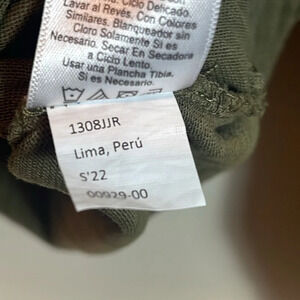 Ciclo Delicado.
Lavar al Revés. Con Colores
Similares. Blanqueador sin
Cloro Solamente Si es
Necesario. Secar En Secadora
a Ciclo Lento.
Usar una Plancha Tibia,
Si es Necesario.
1308JJR
Lima, Perú
S'22
00929-00